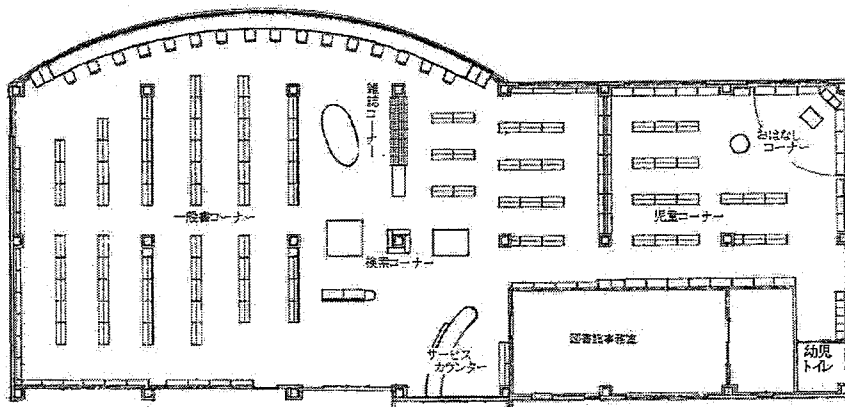 雑誌コーナー
おはなし
コーナー
一般書コーナー
児童コーナー
検索コーナー
図書館事務室
サービス
カウンター
幼児
トイレ